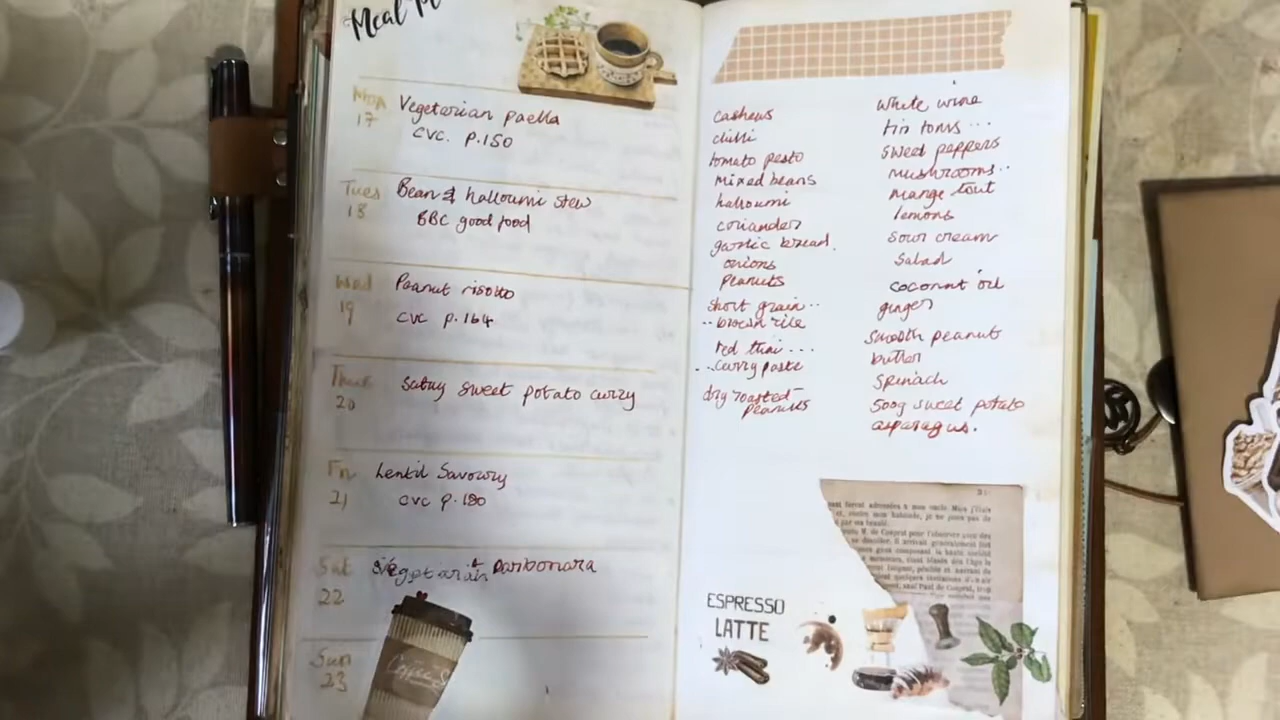 Meal
Mon
17
Vegetarian paella
CVC. P.150
Tues
18
Bean & halloumi stew
BBC good food
Wed
19
Peanut risotto
CVC P.164
Thurs
20
Satay sweet potato curry
Fri
21
Lentil Savoury
CVC P.180
Sat
22
Vegetarian Carbonara
Sun
23
Coffee
cashews
chilli
tomato pesto
mixed beans
halloumi
coriander
garlic bread.
onions
Peanuts
short grain..
..brown rice
red thai...
..curry paste
dry roasted
Peanuts
white wine
tin toms...
sweet peppers
mushrooms..
mange tout
lemons
sour cream
salad
coconut oil
ginger
smooth peanut
butter
spinach
500g sweet potato
asparagus.
ESPRESSO
LATTE